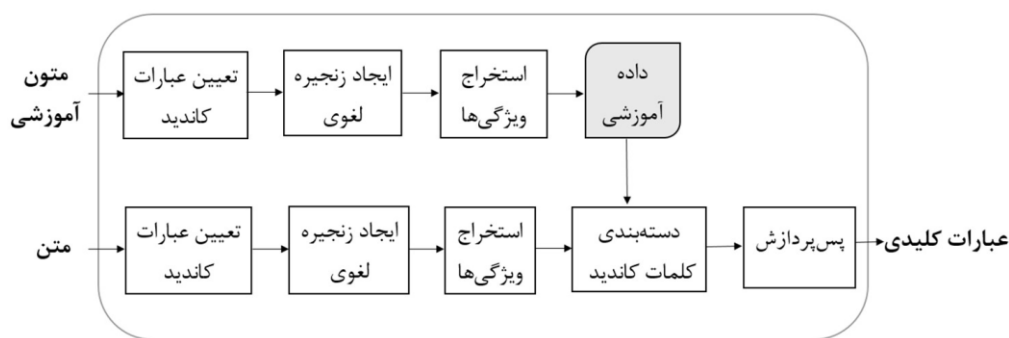 متون
آموزشی
تعیین عبارات
کاندید
ایجاد زنجیره
لغوی
استخراج
ویژگی‌ها
داده
آموزشی
متن
تعیین عبارات
کاندید
ایجاد زنجیره
لغوی
استخراج
ویژگی‌ها
دسته‌بندی
کلمات کاندید
پس‌پردازش
عبارات کلیدی